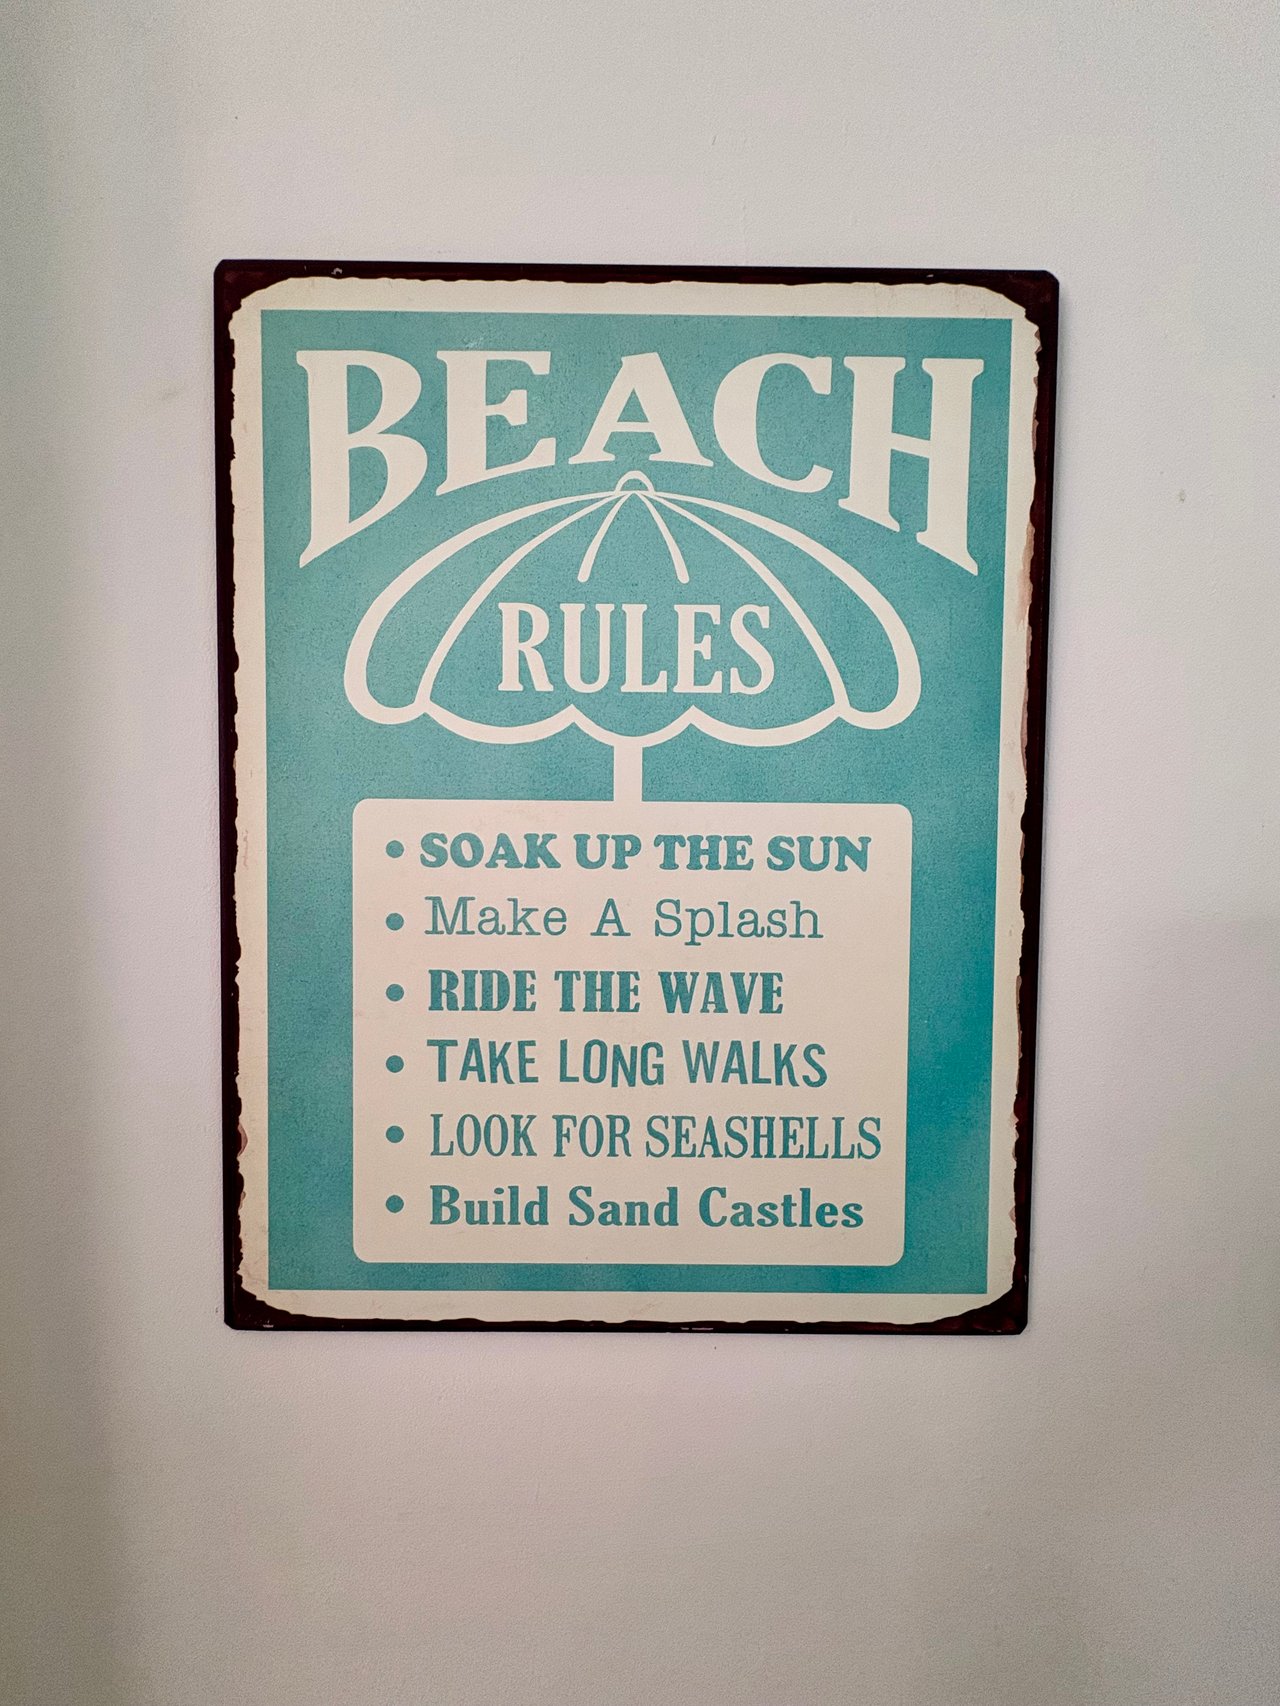 BEACH
RULES
• SOAK UP THE SUN
• Make A Splash
• RIDE THE WAVE
• TAKE LONG WALKS
• LOOK FOR SEASHELLS
• Build Sand Castles